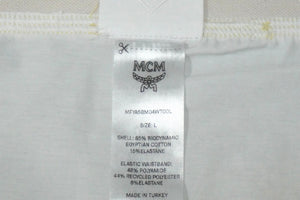 MCM
SIZE: L
SHELL: 85% BIODYNAMIC
EGYPTIAN COTTON
15% ELASTANE
ELASTIC WAISTBAND:
48% POLYAMIDE
44% RECYCLED POLYESTER
8% ELASTANE
MADE IN TURKEY